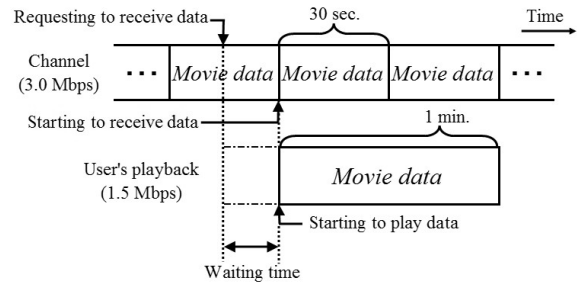 Requesting to receive data
30 sec.
Time
Channel
(3.0 Mbps)
... Movie data Movie data Movie data ...
Starting to receive data
1 min.
User's playback
(1.5 Mbps)
Movie data
Starting to play data
Waiting time